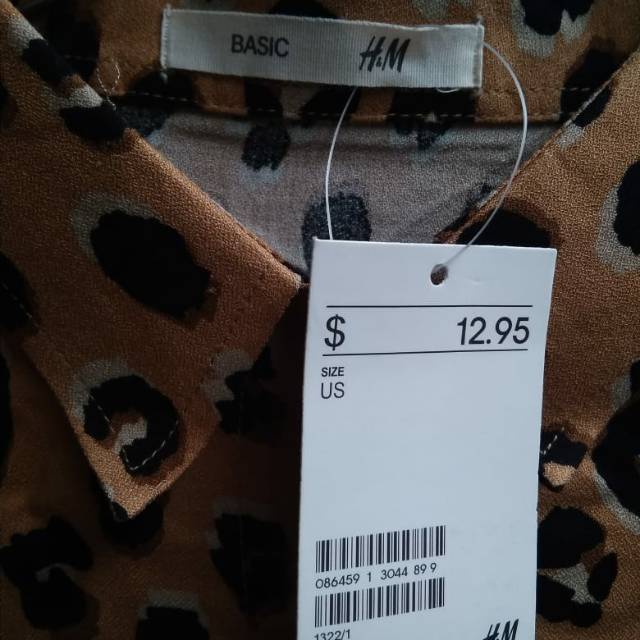 BASIC H&M
$ 12.95
SIZE
US
086459 1 3044 89 9
1322/1
H&M